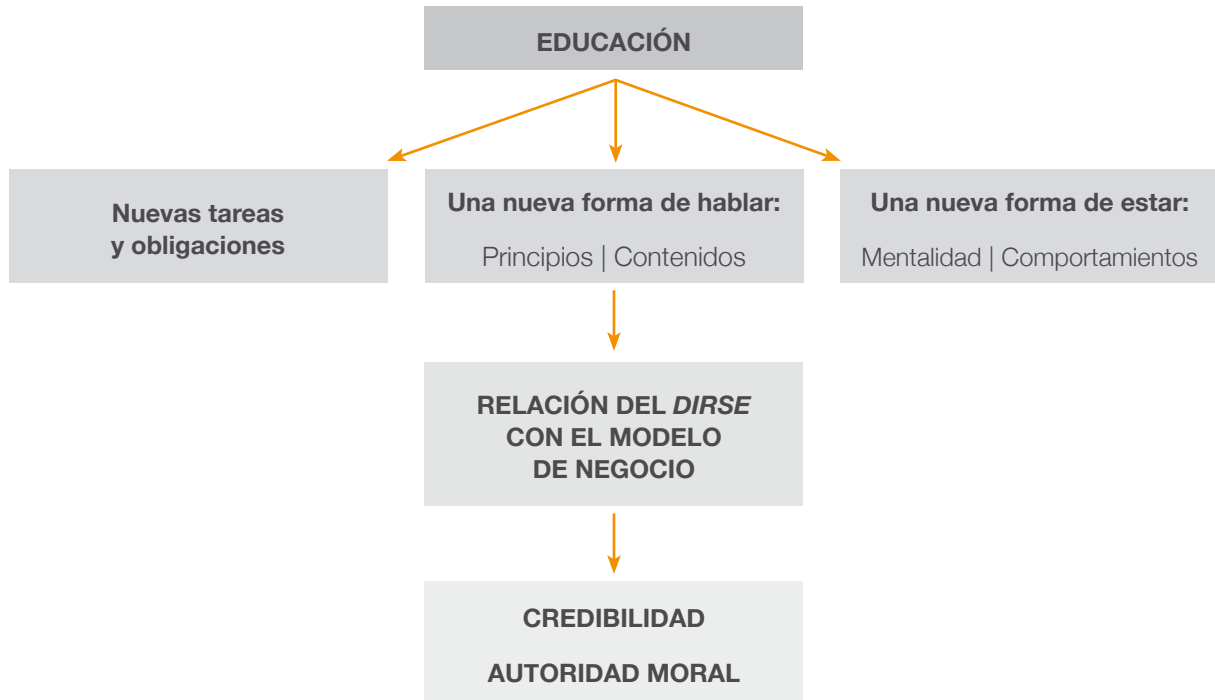 EDUCACIÓN
Nuevas tareas
y obligaciones
Una nueva forma de hablar:
Principios | Contenidos
Una nueva forma de estar:
Mentalidad | Comportamientos
RELACIÓN DEL DIRSE
CON EL MODELO
DE NEGOCIO
CREDIBILIDAD
AUTORIDAD MORAL